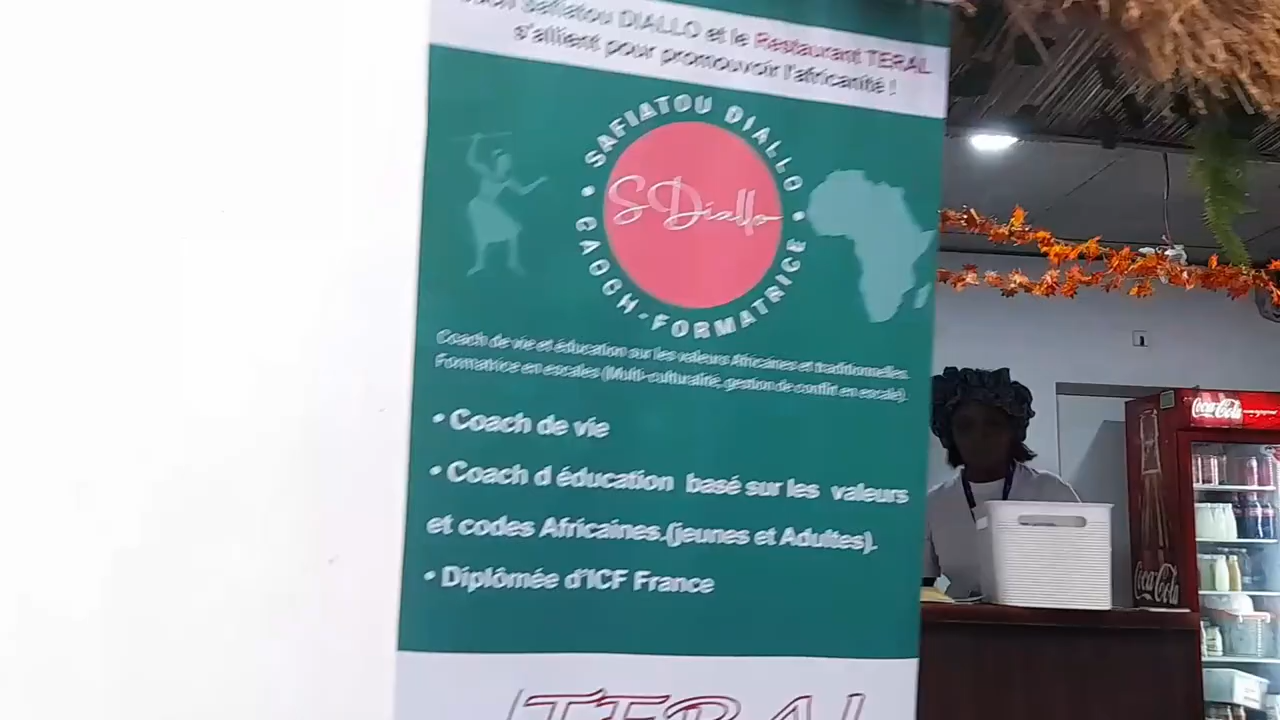 Safiatou DIALLO et le Restaurant TERAL
s'allient pour promouvoir l'africanité !
SAFIATOU DIALLO
S Diallo
CAOCH-FORMATRICE
Coach de vie et éducation sur les valeurs Africaines et traditionnelles.
Formatrice en escales (Multi-culturalité, gestion de conflit en escale).
• Coach de vie
• Coach d éducation basé sur les valeurs
et codes Africaines.(jeunes et Adultes).
• Diplômée d'ICF France
TERAL
Coca-Cola
Coca-Cola